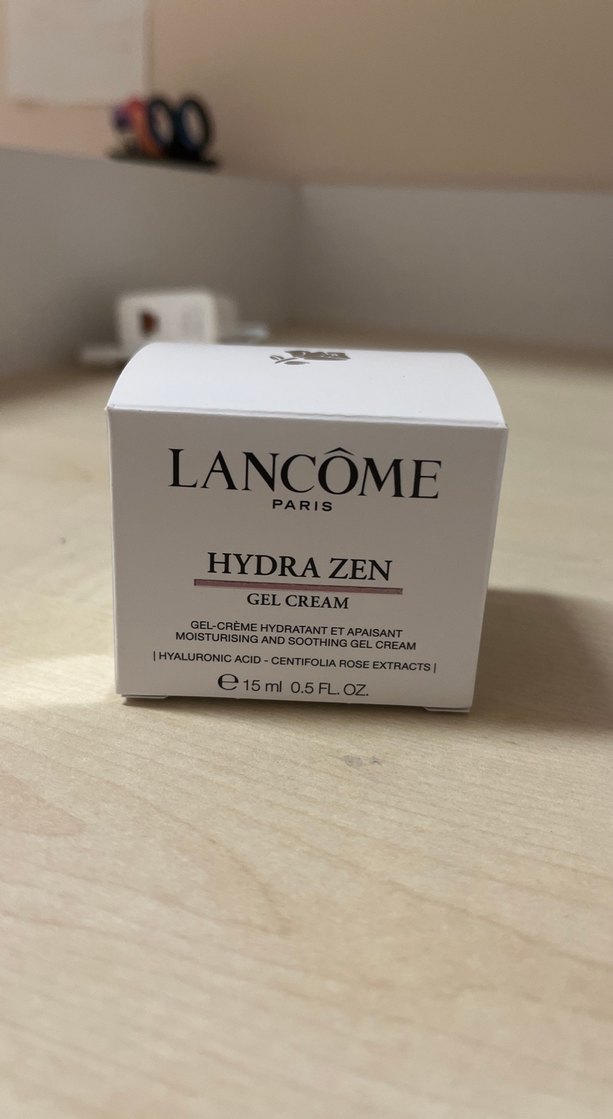 LANCÔME
PARIS
HYDRA ZEN
GEL CREAM
GEL-CRÈME HYDRATANT ET APAISANT
MOISTURISING AND SOOTHING GEL CREAM
| HYALURONIC ACID - CENTIFOLIA ROSE EXTRACTS |
℮ 15 ml 0.5 FL. OZ.